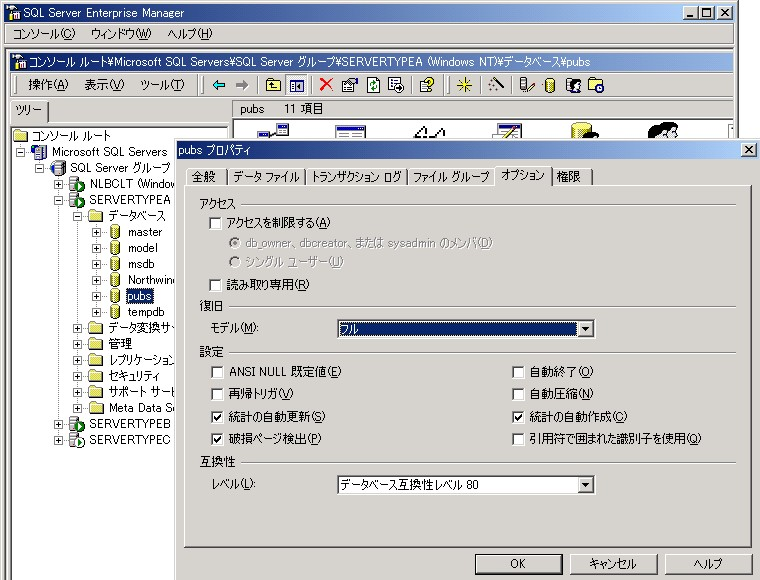 SQL Server Enterprise Manager
コンソール(C) ウィンドウ(W) ヘルプ(H)
コンソール ルート¥Microsoft SQL Servers¥SQL Server グループ¥SERVERTYPEA (Windows NT)¥データベース¥pubs
操作(A) 表示(V) ツール(T)
ツリー
pubs 11 項目
コンソール ルート
Microsoft SQL Servers
SQL Server グループ
NLBCLT (Window
SERVERTYPEA
データベース
master
model
msdb
Northwind
pubs
tempdb
データ変換サー
管理
レプリケーション
セキュリティ
サポート サービ
Meta Data Se
SERVERTYPEB
SERVERTYPEC
pubs プロパティ
全般 データ ファイル トランザクション ログ ファイル グループ オプション 権限
アクセス
アクセスを制限する(A)
db_owner、dbcreator、または sysadmin のメンバ(D)
シングル ユーザー(U)
読み取り専用(R)
復旧
モデル(M): フル
設定
ANSI NULL 既定値(E) 自動終了(O)
再帰トリガ(V) 自動圧縮(N)
統計の自動更新(S) 統計の自動作成(C)
破損ページ検出(P) 引用符で囲まれた識別子を使用(Q)
互換性
レベル(L): データベース互換性レベル 80
OK キャンセル ヘルプ